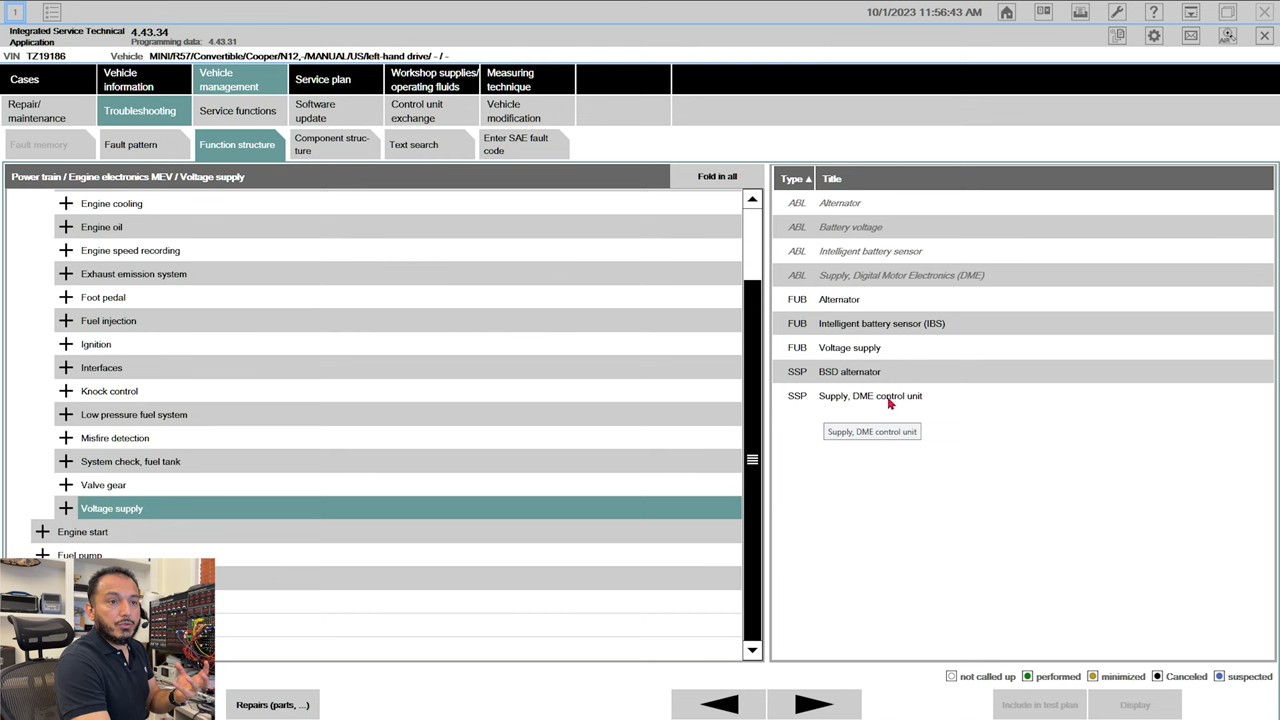 1
10/1/2023 11:56:43 AM
Integrated Service Technical
Application
4.43.34
Programming data: 4.43.31
VIN TZ19186 Vehicle MINI/R57/Convertible/Cooper/N12,-/MANUAL/US/left-hand drive/ - / -
Cases
Vehicle
information
Vehicle
management
Service plan
Workshop supplies/
operating fluids
Measuring
technique
Repair/
maintenance
Troubleshooting
Service functions
Software
update
Control unit
exchange
Vehicle
modification
Fault memory
Fault pattern
Function structure
Component struc-
ture
Text search
Enter SAE fault
code
Power train / Engine electronics MEV / Voltage supply
Fold in all
Engine cooling
Engine oil
Engine speed recording
Exhaust emission system
Foot pedal
Fuel injection
Ignition
Interfaces
Knock control
Low pressure fuel system
Misfire detection
System check, fuel tank
Valve gear
Voltage supply
Engine start
Fuel pump
Type Title
ABL Alternator
ABL Battery voltage
ABL Intelligent battery sensor
ABL Supply, Digital Motor Electronics (DME)
FUB Alternator
FUB Intelligent battery sensor (IBS)
FUB Voltage supply
SSP BSD alternator
SSP Supply, DME control unit
Supply, DME control unit
not called up performed minimized Canceled suspected
Repairs (parts, ...)
Include in test plan
Display